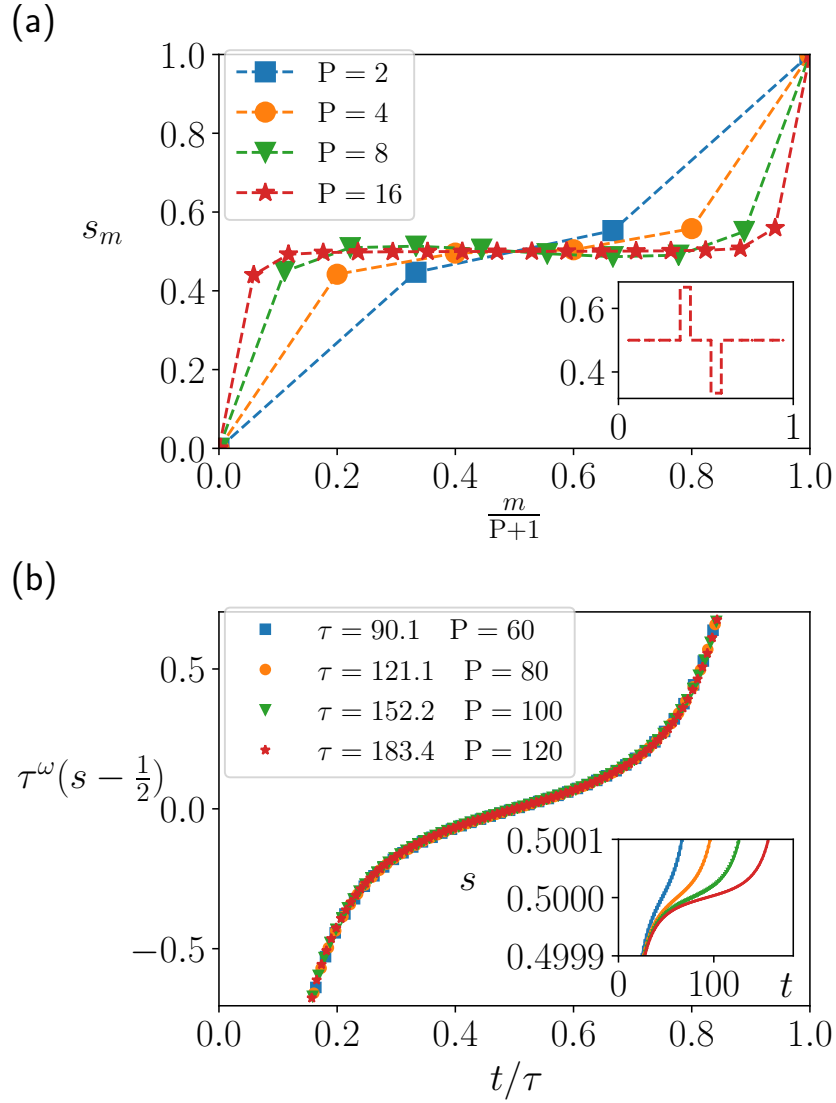 (a)
1.0
0.8
0.6
0.4
0.2
0.0
s_m
P = 2
P = 4
P = 8
P = 16
0.6
0.4
0 1
0.0 0.2 0.4 0.6 0.8 1.0
m
P+1
(b)
0.5
0.0
−0.5
τ^ω(s − 1/2)
τ = 90.1 P = 60
τ = 121.1 P = 80
τ = 152.2 P = 100
τ = 183.4 P = 120
0.5001
s 0.5000
0.4999
0 100 t
0.0 0.2 0.4 0.6 0.8 1.0
t/τ